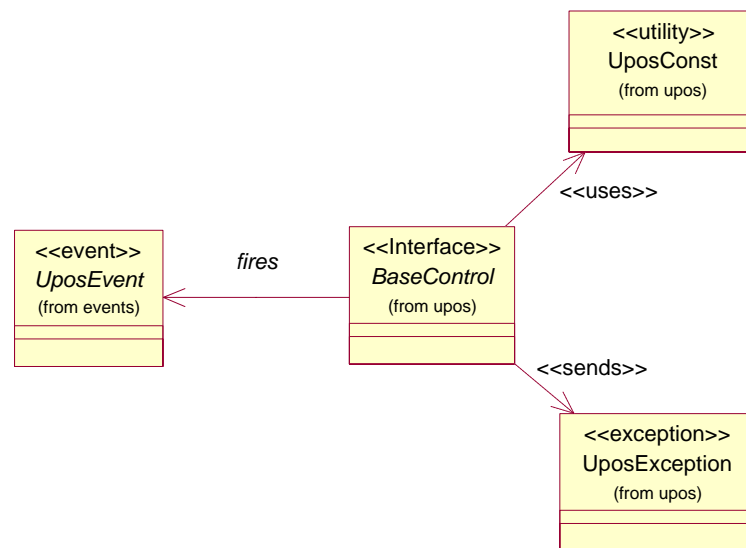 <<utility>>
UposConst
(from upos)
<<uses>>
<<event>>
UposEvent
(from events)
fires
<<Interface>>
BaseControl
(from upos)
<<sends>>
<<exception>>
UposException
(from upos)